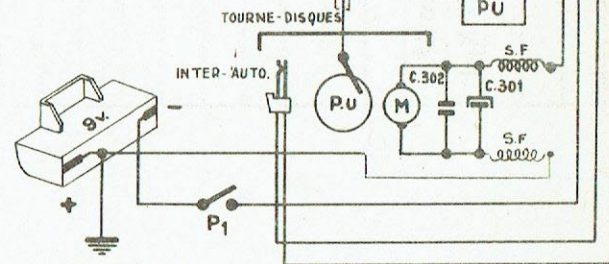 PU
TOURNE-DISQUES
S.F
INTER-AUTO.
C.302
C.301
P.U
M
9v.
-
S.F
+
P1